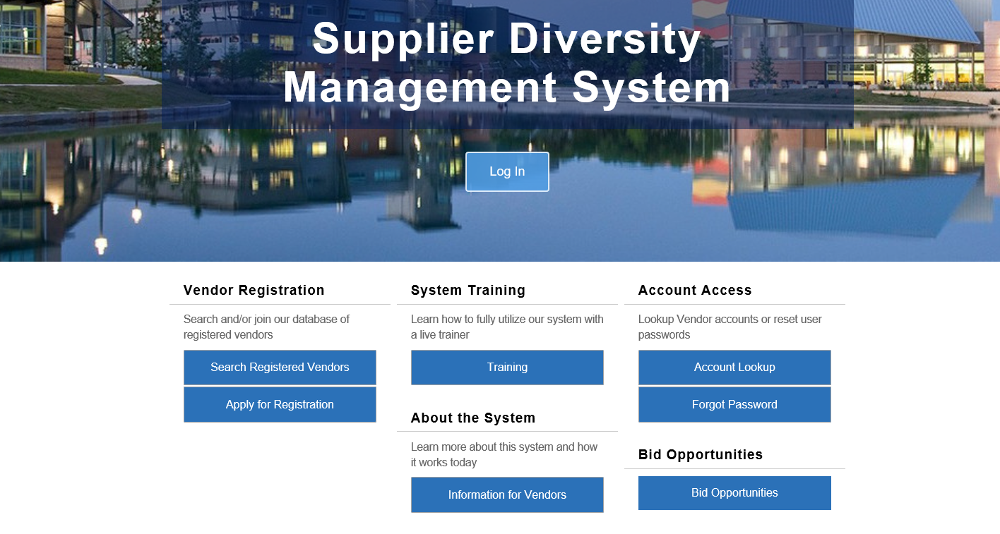 Supplier Diversity
Management System
Log In
Vendor Registration
Search and/or join our database of
registered vendors
Search Registered Vendors
Apply for Registration
System Training
Learn how to fully utilize our system with
a live trainer
Training
About the System
Learn more about this system and how
it works today
Information for Vendors
Account Access
Lookup Vendor accounts or reset user
passwords
Account Lookup
Forgot Password
Bid Opportunities
Bid Opportunities